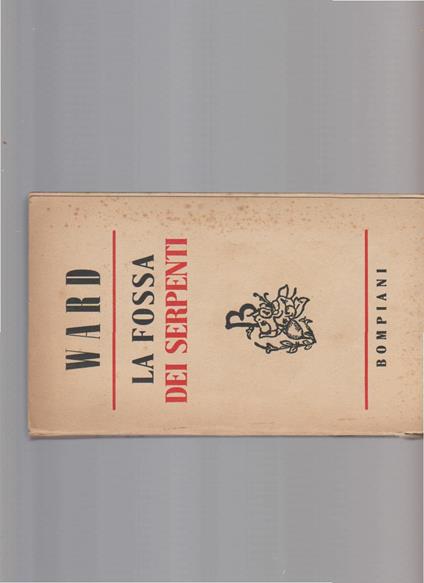 WARD
LA FOSSA
DEI SERPENTI
B
BOMPIANI